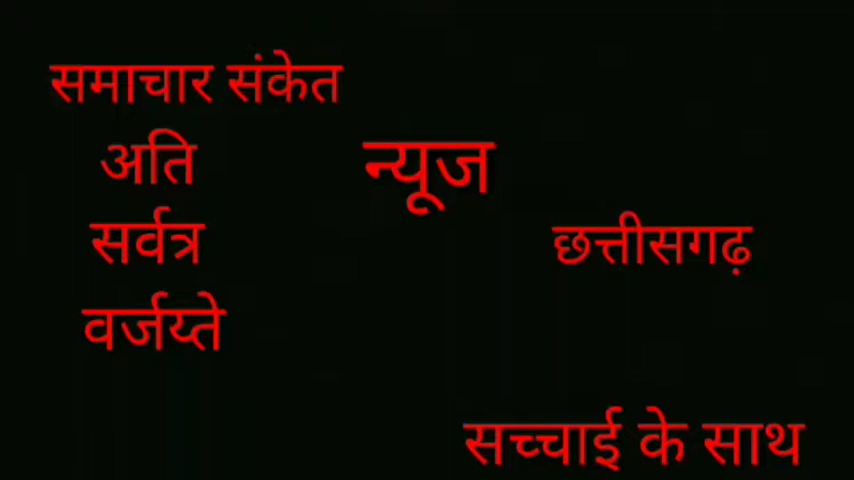 समाचार संकेत
अति
न्यूज
सर्वत्र
छत्तीसगढ़
वर्जय्ते
सच्चाई के साथ